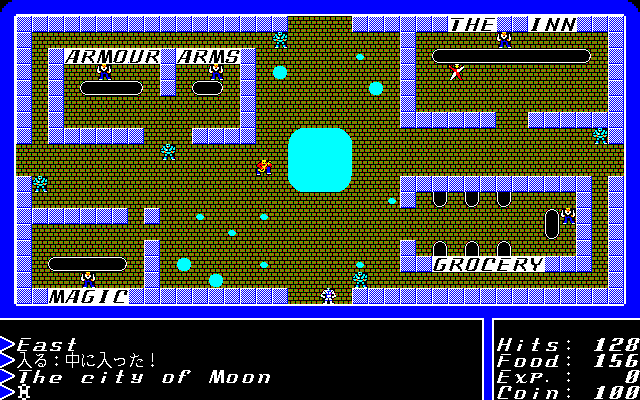 THE INN
ARMOUR ARMS
GROCERY
MAGIC
East
入る：中に入った！
The city of Moon
Hits: 128
Food: 156
Exp.: 0
Coin: 100